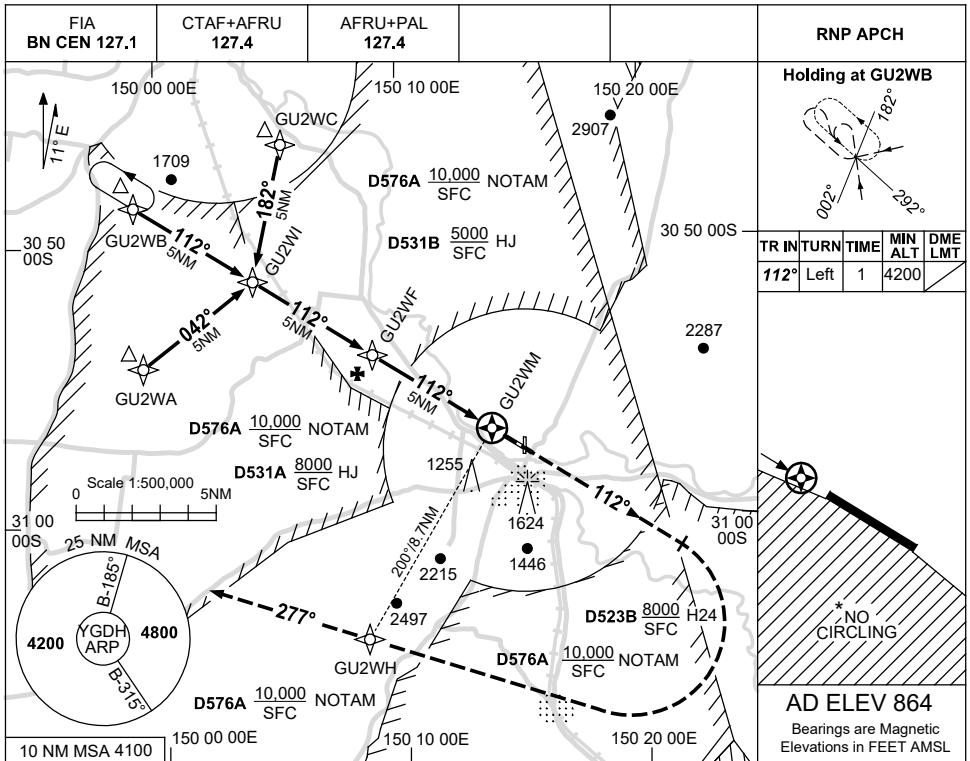 FIA
BN CEN 127.1
CTAF+AFRU
127.4
AFRU+PAL
127.4
RNP APCH
150 00 00E
150 10 00E
150 20 00E
11° E
1709
GU2WC
2907
GU2WB
182°
5NM
112°
5NM
GU2WI
D576A 10,000 SFC NOTAM
D531B 5000 SFC HJ
30 50
00S
30 50 00S
042°
5NM
GU2WA
112°
5NM
GU2WF
2287
112°
5NM
GU2WM
D576A 10,000 SFC NOTAM
D531A 8000 SFC HJ
Scale 1:500,000
0
5NM
1255
1624
112°
31 00
00S
31 00
00S
200°/8.7NM
2215
1446
2497
277°
GU2WH
D523B 8000 SFC H24
D576A 10,000 SFC NOTAM
D576A 10,000 SFC NOTAM
25 NM MSA
B-185°
4200
YGDH
ARP
4800
B-315°
10 NM MSA 4100
150 00 00E
150 10 00E
150 20 00E
Holding at GU2WB
182°
002°
292°
TR IN TURN TIME MIN ALT DME LMT
112° Left 1 4200
* NO
CIRCLING
AD ELEV 864
Bearings are Magnetic
Elevations in FEET AMSL